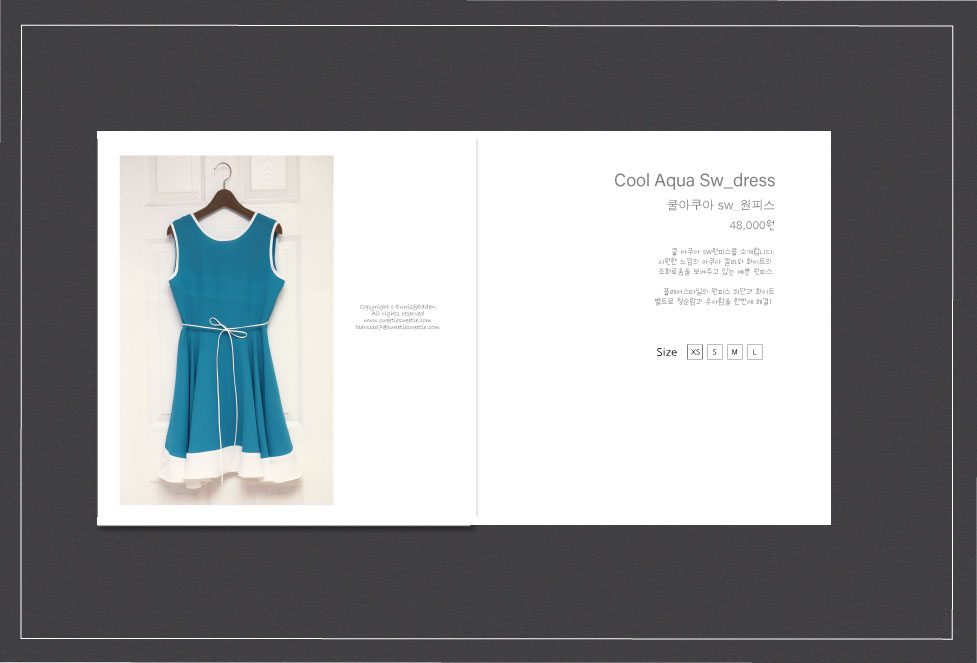 Copyright c Eunis@Edden
All rights reserved
www.sweetiesweetie.com
tearssad7@sweetiesweetie.com
Cool Aqua Sw_dress
쿨아쿠아 sw_원피스
48,000원
쿨 아쿠아 sw원피스를 소개합니다.
시원한 느낌의 아쿠아 컬러와 화이트의
조화로움을 보여주고 있는 예쁜 원피스.
플레어스타일의 원피스 하단과 화이트
벨트로 청순함과 우아함을 한번에 해결!
Size XS S M L